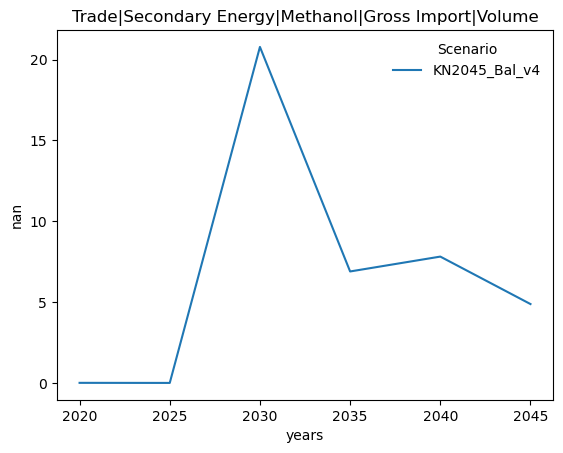 Trade|Secondary Energy|Methanol|Gross Import|Volume
Scenario
KN2045_Bal_v4
20
15
10
5
0
nan
2020 2025 2030 2035 2040 2045
years